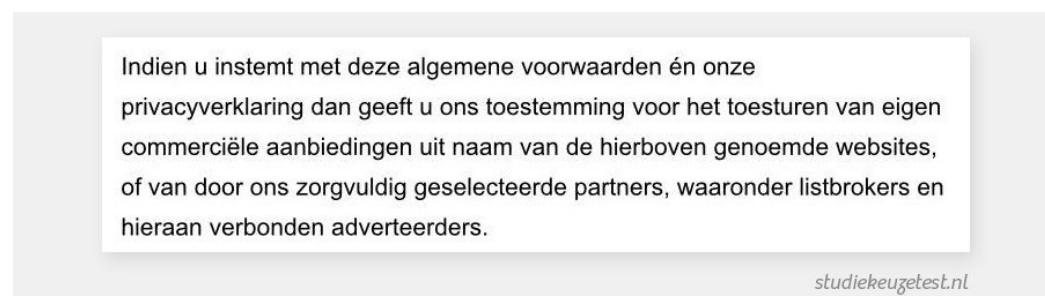 Indien u instemt met deze algemene voorwaarden én onze
privacyverklaring dan geeft u ons toestemming voor het toesturen van eigen
commerciële aanbiedingen uit naam van de hierboven genoemde websites,
of van door ons zorgvuldig geselecteerde partners, waaronder listbrokers en
hieraan verbonden adverteerders.
studiekeuzetest.nl